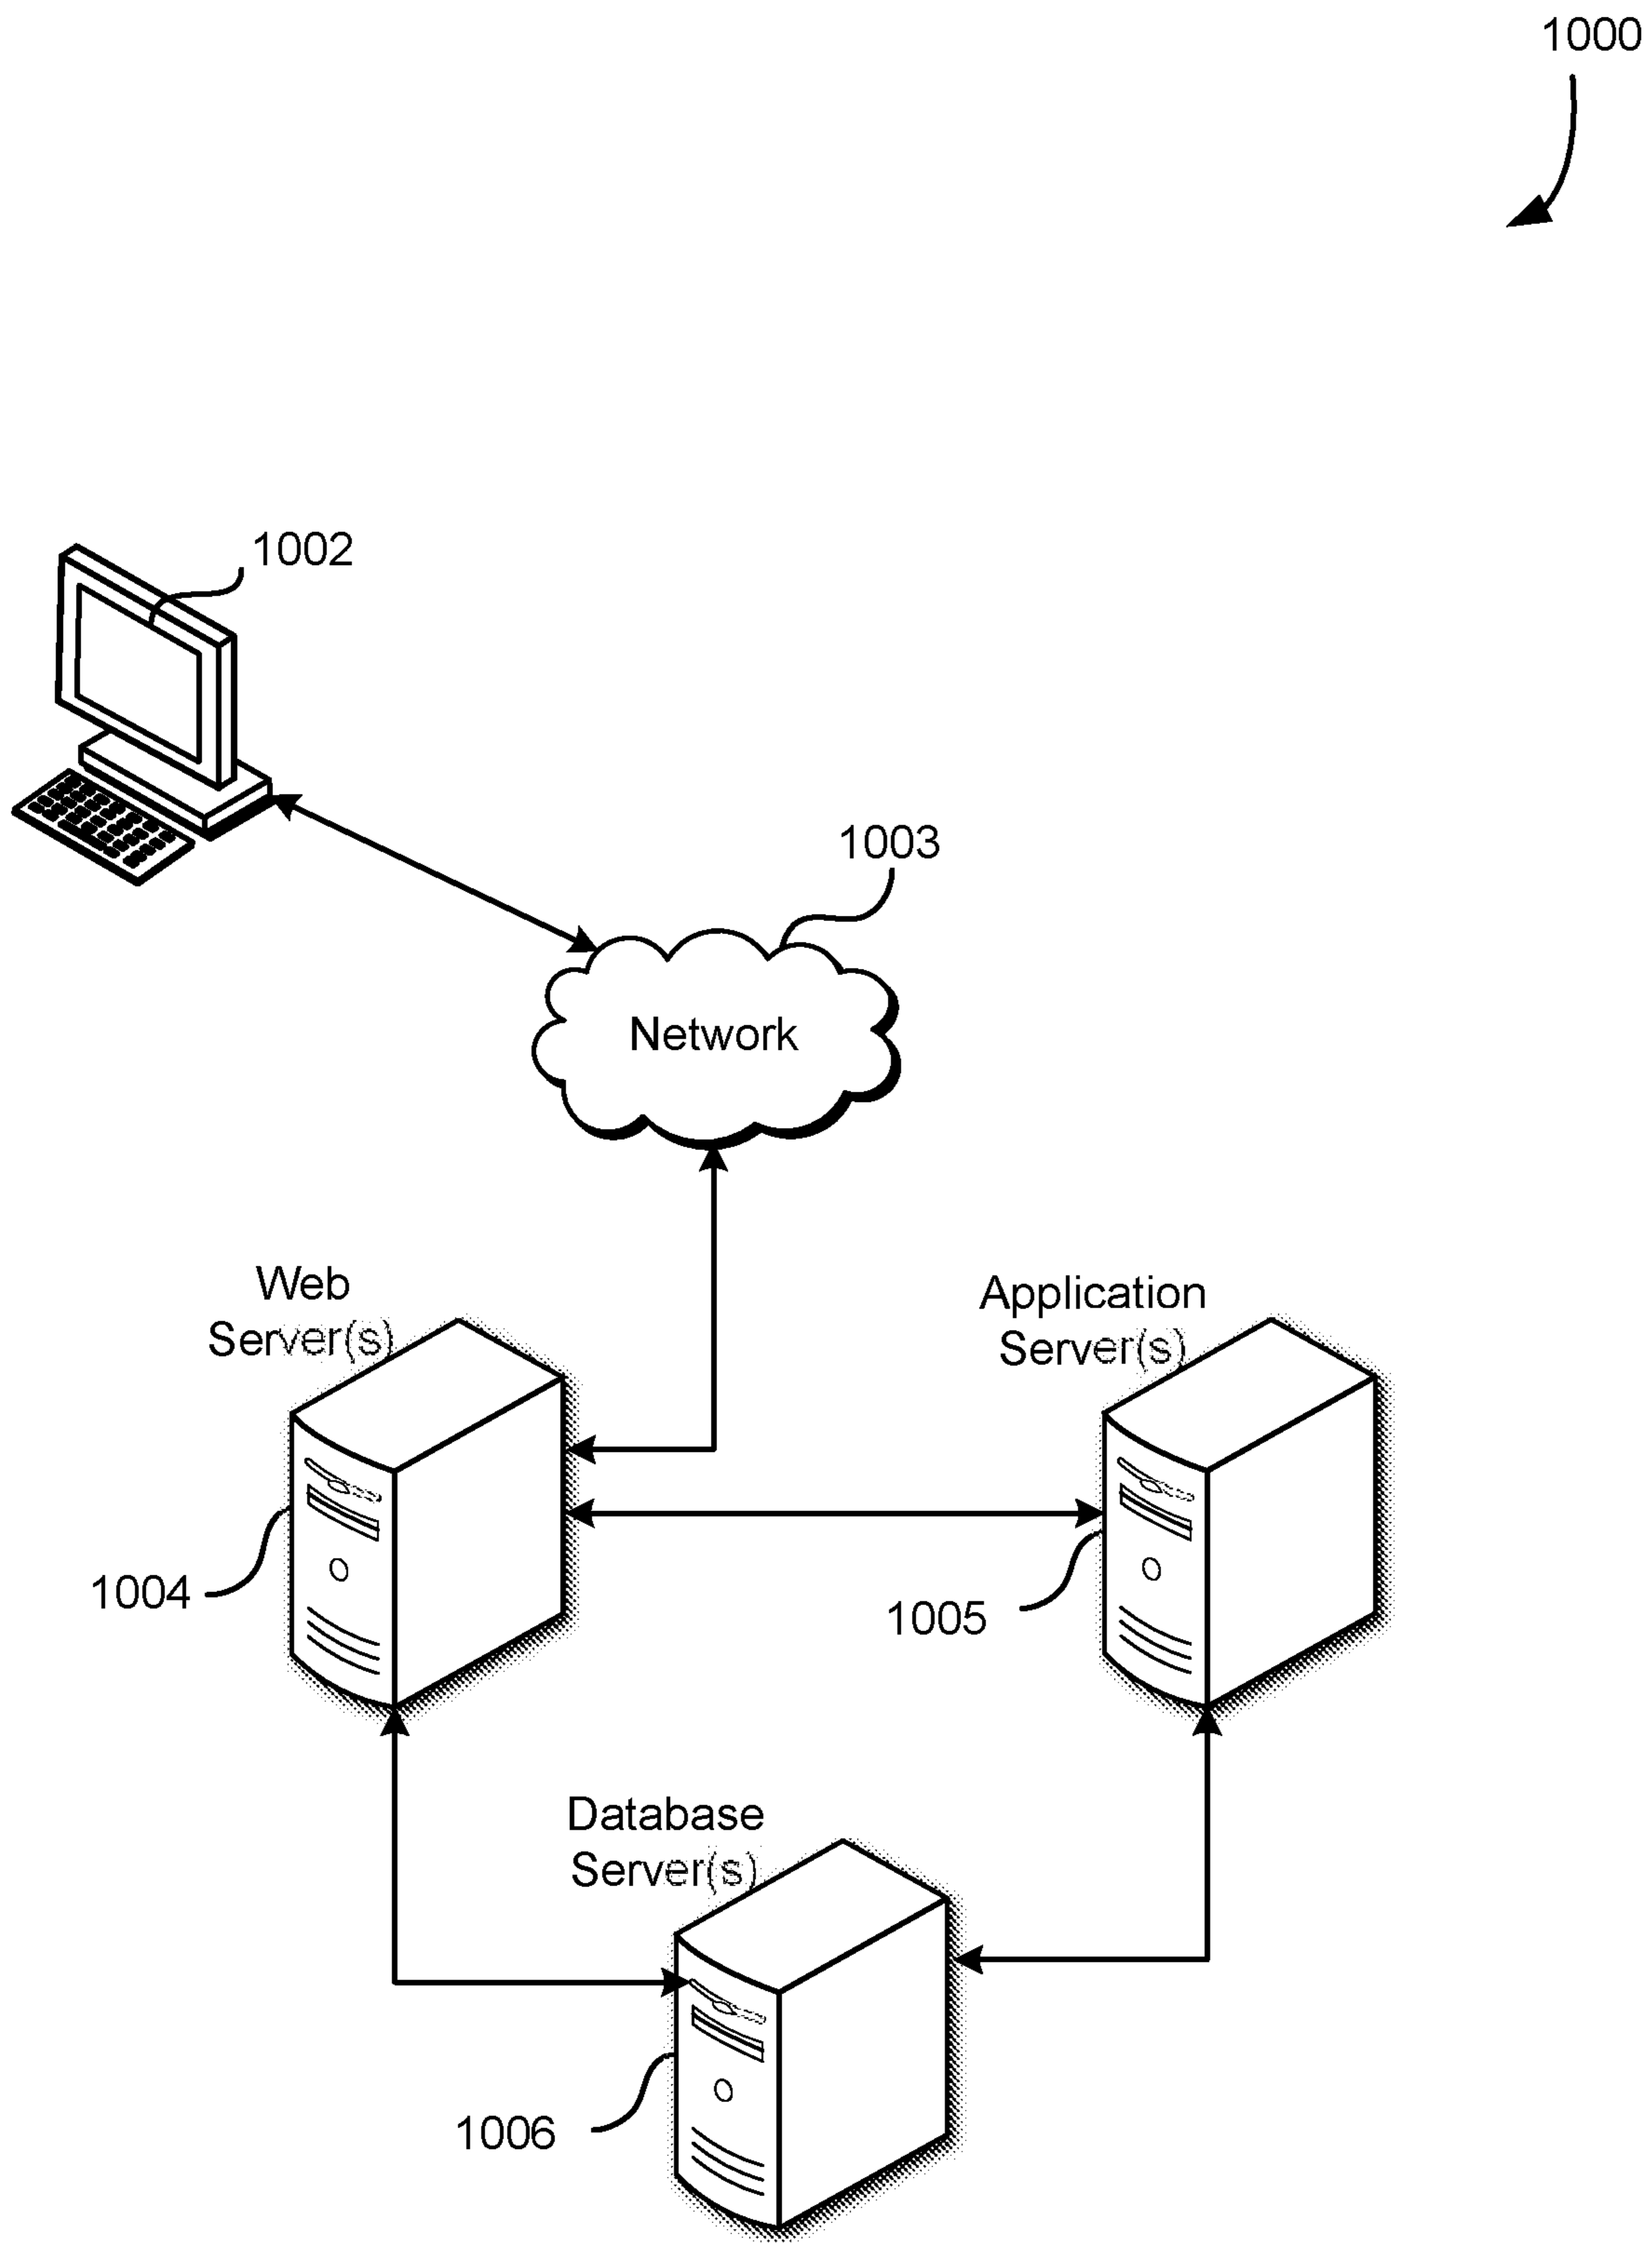 1000
1002
1003
Network
Web
Server(s)
Application
Server(s)
1004
1005
Database
Server(s)
1006